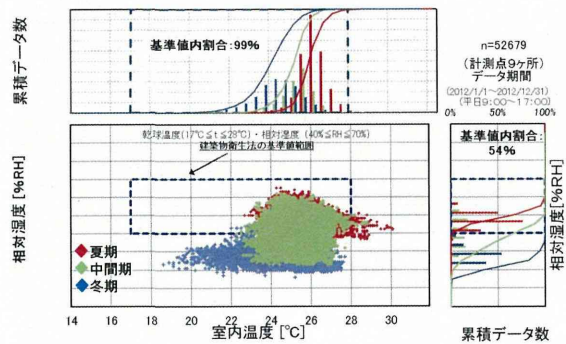 累積データ数
基準値内割合:99%
n=52679
(計測点9ヶ所)
データ期間
(2012/1/1~2012/12/31)
(平日9:00~17:00)
0% 50% 100%
乾球温度(17℃≦t≦28℃)・相対湿度(40%≦RH≦70%)
建築物衛生法の基準値範囲
基準値内割合:
54%
相対湿度[%RH]
相対湿度[%RH]
夏期
中間期
冬期
14 16 18 20 22 24 26 28 30
室内温度[℃]
累積データ数